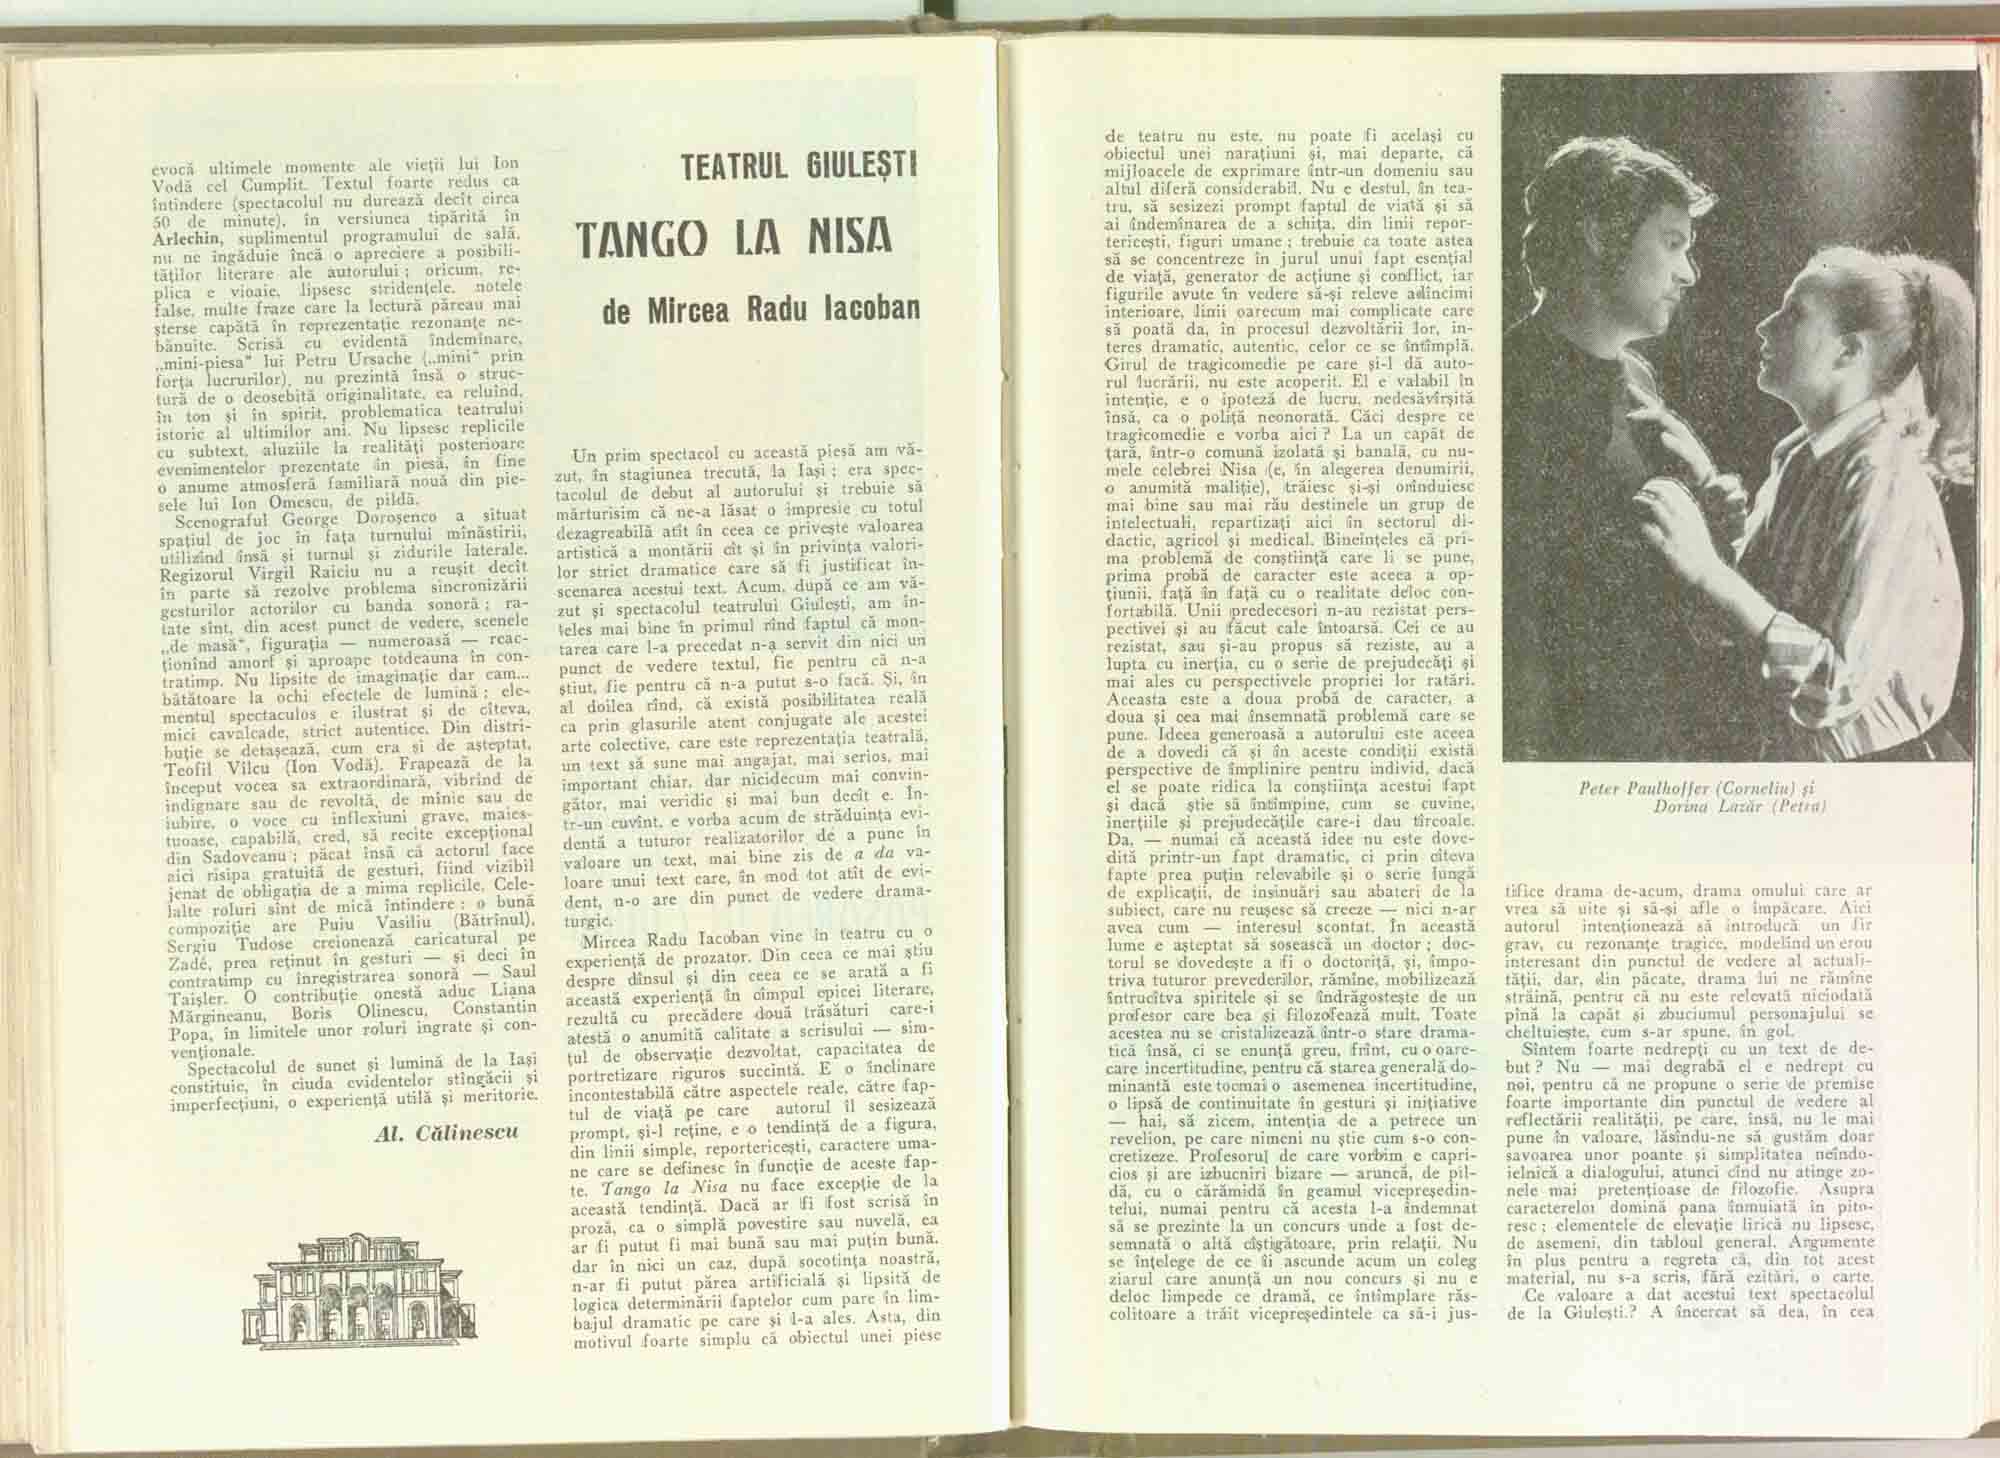 evocă ultimele momente ale vieții lui Ion
Vodă cel Cumplit. Textul foarte redus ca
întindere (spectacolul nu durează decît circa
50 de minute), în versiunea tipărită în
Arlechin, suplimentul programului de sală,
nu ne îngăduie încă o apreciere a posibili-
tăților literare ale autorului ; oricum, re-
plica e vioaie, lipsesc stridențele, notele
false, multe fraze care la lectură păreau mai
șterse capătă în reprezentație rezonanțe ne-
bănuite. Scrisă cu evidentă îndemînare,
„mini-piesa“ lui Petru Ursache („mini“ prin
forța lucrurilor), nu prezintă însă o struc-
tură de o deosebită originalitate, ea reluînd,
în ton și în spirit, problematica teatrului
istoric al ultimilor ani. Nu lipsesc replicile
cu subtext, aluziile la realități posterioare
evenimentelor prezentate în piesă, în fine
o anume atmosferă familiară nouă din pie-
sele lui Ion Omescu, de pildă.
Scenograful George Doroșenco a situat
spațiul de joc în fața turnului mînăstirii,
utilizînd însă și turnul și zidurile laterale.
Regizorul Virgil Raiciu nu a reușit decît
în parte să rezolve problema sincronizării
gesturilor actorilor cu banda sonoră ; ra-
tate sînt, din acest punct de vedere, scenele
„de masă“, figurația — numeroasă — reac-
ționînd amorf și aproape totdeauna în con-
tratimp. Nu lipsite de imaginație dar cam...
bătătoare la ochi efectele de lumină ; ele-
mentul spectaculos e ilustrat și de cîteva,
mici cavalcade, strict autentice. Din distri-
buție se detașează, cum era și de așteptat,
Teofil Vîlcu (Ion Vodă). Frapează de la
început vocea sa extraordinară, vibrînd de
indignare sau de revoltă, de mînie sau de
iubire, o voce cu inflexiuni grave, maies-
tuoase, capabilă, cred, să recite excepțional
din Sadoveanu ; păcat însă că actorul face
aici risipa gratuită de gesturi, fiind vizibil
jenat de obligația de a mima replicile. Cele-
lalte roluri sînt de mică întindere : o bună
compoziție are Puiu Vasiliu (Bătrînul),
Sergiu Tudose creionează caricatural pe
Zadé, prea reținut în gesturi — și deci în
contratimp cu înregistrarea sonoră — Saul
Taișler. O contribuție onestă aduc Liana
Mărgineanu, Boris Olinescu, Constantin
Popa, în limitele unor roluri ingrate și con-
venționale.
Spectacolul de sunet și lumină de la Iași
constituie, în ciuda evidentelor stîngăcii și
imperfecțiuni, o experiență utilă și meritorie.
Al. Călinescu
TEATRUL GIULEȘTI
TANGO LA NISA
de Mircea Radu Iacoban
Un prim spectacol cu această piesă am vă-
zut, în stagiunea trecută, la Iași ; era spec-
tacolul de debut al autorului și trebuie să
mărturisim că ne-a lăsat o impresie cu totul
dezagreabilă atît în ceea ce privește valoarea
artistică a montării cît și în privința valori-
lor strict dramatice care să fi justificat în-
scenarea acestui text. Acum, după ce am vă-
zut și spectacolul teatrului Giulești, am în-
țeles mai bine în primul rînd faptul că mon-
tarea care l-a precedat n-a servit din nici un
punct de vedere textul, fie pentru că n-a
știut, fie pentru că n-a putut s-o facă. Și, în
al doilea rînd, că există posibilitatea reală
ca prin glasurile atent conjugate ale acestei
arte colective, care este reprezentația teatrală,
un text să sune mai angajat, mai serios, mai
important chiar, dar nicidecum mai convin-
gător, mai veridic și mai bun decît e. În-
tr-un cuvînt, e vorba acum de străduința evi-
dentă a tuturor realizatorilor de a pune în
valoare un text, mai bine zis de a da va-
loare unui text care, în mod tot atît de evi-
dent, n-o are din punct de vedere drama-
turgic.
Mircea Radu Iacoban vine în teatru cu o
experiență de prozator. Din ceea ce mai știu
despre dînsul și din ceea ce se arată a fi
această experiență în cîmpul epicei literare,
rezultă cu precădere două trăsături care-i
atestă o anumită calitate a scrisului — sim-
țul de observație dezvoltat, capacitatea de
portretizare riguros succintă. E o înclinare
incontestabilă către aspectele reale, către fap-
tul de viață pe care autorul îl sesizează
prompt, și-l reține, e o tendință de a figura,
din linii simple, reportericești, caractere uma-
ne care se definesc în funcție de aceste fap-
te. Tango la Nisa nu face excepție de la
această tendință. Dacă ar fi fost scrisă în
proză, ca o simplă povestire sau nuvelă, ea
ar fi putut fi mai bună sau mai puțin bună,
dar în nici un caz, după socotința noastră,
n-ar fi putut părea artificială și lipsită de
logica determinării faptelor cum pare în lim-
bajul dramatic pe care și l-a ales. Asta, din
motivul foarte simplu că obiectul unei piese
de teatru nu este, nu poate fi același cu
obiectul unei narațiuni și, mai departe, că
mijloacele de exprimare într-un domeniu sau
altul diferă considerabil. Nu e destul, în tea-
tru, să sesizezi prompt faptul de viață și să
ai îndemînarea de a schița, din linii repor-
tericești, figuri umane ; trebuie ca toate astea
să se concentreze în jurul unui fapt esențial
de viață, generator de acțiune și conflict, iar
figurile avute în vedere să-și releve adîncimi
interioare, linii oarecum mai complicate care
să poată da, în procesul dezvoltării lor, in-
teres dramatic, autentic, celor ce se întîmplă.
Girul de tragicomedie pe care și-l dă auto-
rul lucrării, nu este acoperit. El e valabil în
intenție, e o ipoteză de lucru, nedesăvîrșită
însă, ca o poliță neonorată. Căci despre ce
tragicomedie e vorba aici ? La un capăt de
țară, într-o comună izolată și banală, cu nu-
mele celebrei Nisa (e, în alegerea denumirii,
o anumită maliție), trăiesc și-și orînduiesc
mai bine sau mai rău destinele un grup de
intelectuali, repartizați aici în sectorul di-
dactic, agricol și medical. Bineînțeles că pri-
ma problemă de conștiință care li se pune,
prima probă de caracter este aceea a op-
țiunii, față în față cu o realitate deloc con-
fortabilă. Unii predecesori n-au rezistat pers-
pectivei și au făcut cale întoarsă. Cei ce au
rezistat, sau și-au propus să reziste, au a
lupta cu inerția, cu o serie de prejudecăți și
mai ales cu perspectivele propriei lor ratări.
Aceasta este a doua probă de caracter, a
doua și cea mai însemnată problemă care se
pune. Ideea generoasă a autorului este aceea
de a dovedi că și în aceste condiții există
perspective de împlinire pentru individ, dacă
el se poate ridica la conștiința acestui fapt
și dacă știe să întîmpine, cum se cuvine,
inerțiile și prejudecățile care-i dau tîrcoale.
Da, — numai că această idee nu este dove-
dită printr-un fapt dramatic, ci prin cîteva
fapte prea puțin relevabile și o serie lungă
de explicații, de insinuări sau abateri de la
subiect, care nu reușesc să creeze — nici n-ar
avea cum — interesul scontat. În această
lume e așteptat să sosească un doctor ; doc-
torul se dovedește a fi o doctoriță, și, împo-
triva tuturor prevederilor, rămîne, mobilizează
întrucîtva spiritele și se îndrăgostește de un
profesor care bea și filozofează mult. Toate
acestea nu se cristalizează într-o stare drama-
tică însă, ci se enunță greu, frînt, cu o oare-
care incertitudine, pentru că starea generală do-
minantă este tocmai o asemenea incertitudine,
o lipsă de continuitate în gesturi și inițiative
— hai, să zicem, intenția de a petrece un
revelion, pe care nimeni nu știe cum s-o con-
cretizeze. Profesorul de care vorbim e capri-
cios și are izbucniri bizare — aruncă, de pil-
dă, cu o cărămidă în geamul vicepreședin-
telui, numai pentru că acesta l-a îndemnat
să se prezinte la un concurs unde a fost de-
semnată o altă cîștigătoare, prin relații. Nu
se înțelege de ce îi ascunde acum un coleg
ziarul care anunță un nou concurs și nu e
deloc limpede ce dramă, ce întîmplare răs-
colitoare a trăit vicepreședintele ca să-i jus-
Peter Paulhoffer (Corneliu) și
Dorina Lazăr (Petra)
tifice drama de-acum, drama omului care ar
vrea să uite și să-și afle o împăcare. Aici
autorul intenționează să introducă un fir
grav, cu rezonanțe tragice, modelînd un erou
interesant din punctul de vedere al actuali-
tății, dar, din păcate, drama lui ne rămîne
străină, pentru că nu este relevată niciodată
pînă la capăt și zbuciumul personajului se
cheltuiește, cum s-ar spune, în gol.
Sîntem foarte nedrepți cu un text de de-
but ? Nu — mai degrabă el e nedrept cu
noi, pentru că ne propune o serie de premise
foarte importante din punctul de vedere al
reflectării realității, pe care, însă, nu le mai
pune în valoare, lăsîndu-ne să gustăm doar
savoarea unor poante și simplitatea neîndo-
ielnică a dialogului, atunci cînd nu atinge zo-
nele mai pretențioase de filozofie. Asupra
caracterelor domină pana înmuiată în pito-
resc ; elementele de elevație lirică nu lipsesc,
de asemeni, din tabloul general. Argumente
în plus pentru a regreta că, din tot acest
material, nu s-a scris, fără ezitări, o carte.
Ce valoare a dat acestui text spectacolul
de la Giulești.? A încercat să dea, în cea